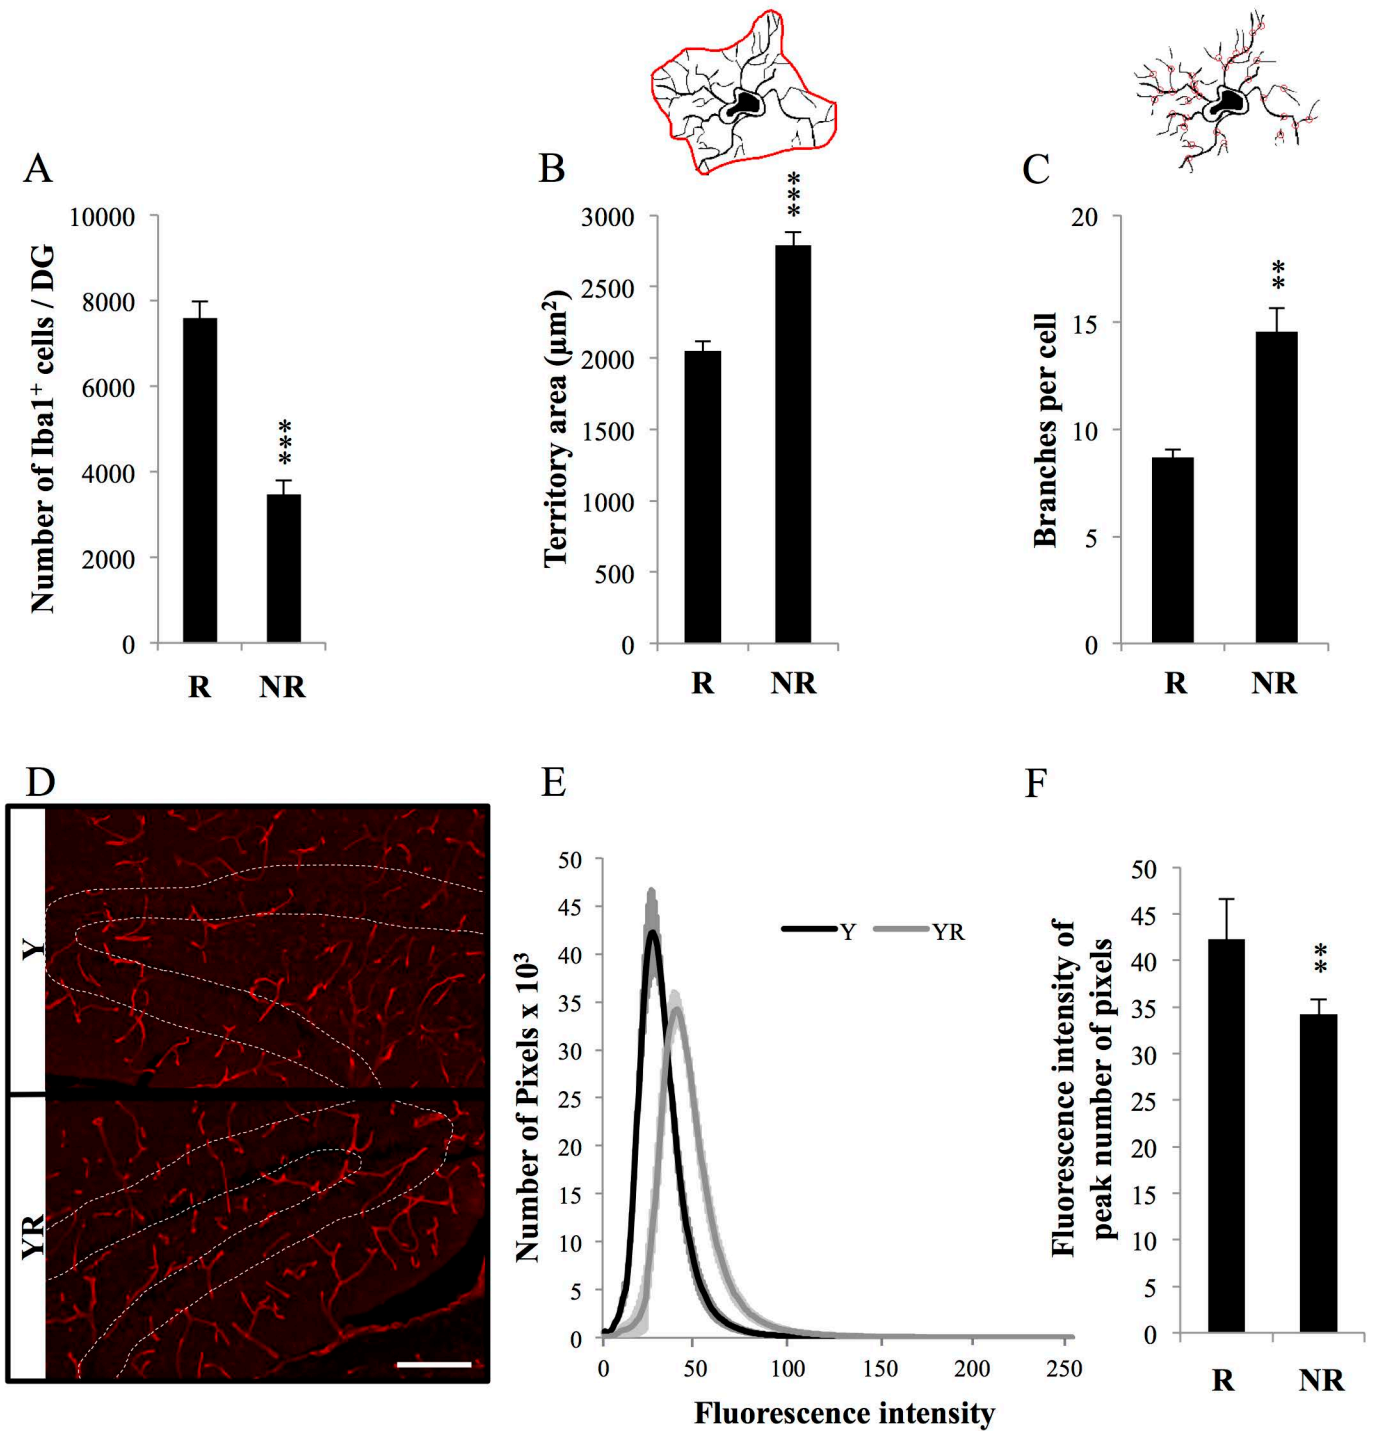 A
B
C
Number of Iba1+ cells / DG
10000
8000
6000
4000
2000
0
***
R NR
Territory area (µm²)
3000
2500
2000
1500
1000
500
0
***
R NR
Branches per cell
20
15
10
5
0
**
R NR
D
E
F
Y
YR
Number of Pixels x 10³
50
45
40
35
30
25
20
15
10
5
0
Y YR
0 50 100 150 200 250
Fluorescence intensity
Fluorescence intensity of
peak number of pixels
50
45
40
35
30
25
20
15
10
5
0
**
R NR